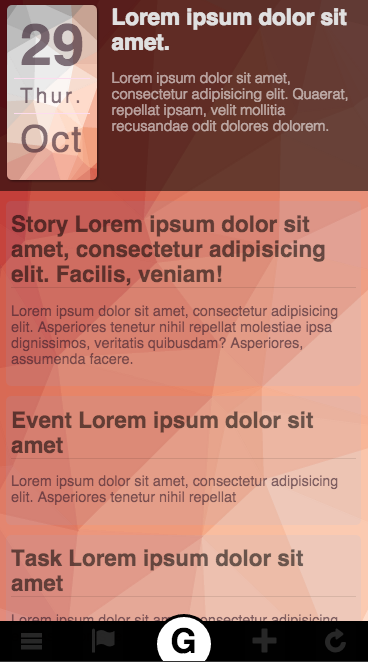 29
Thur.
Oct
Lorem ipsum dolor sit
amet.
Lorem ipsum dolor sit amet,
consectetur adipisicing elit. Quaerat,
repellat ipsam, velit mollitia
recusandae odit dolores dolorem.
Story Lorem ipsum dolor sit
amet, consectetur adipisicing
elit. Facilis, veniam!
Lorem ipsum dolor sit amet, consectetur adipisicing
elit. Asperiores tenetur nihil repellat molestiae ipsa
dignissimos, veritatis quibusdam? Asperiores,
assumenda facere.
Event Lorem ipsum dolor sit
amet
Lorem ipsum dolor sit amet, consectetur adipisicing
elit. Asperiores tenetur nihil repellat
Task Lorem ipsum dolor sit
amet
Lorem ipsum dolor sit amet, consectetur adipisicing
G